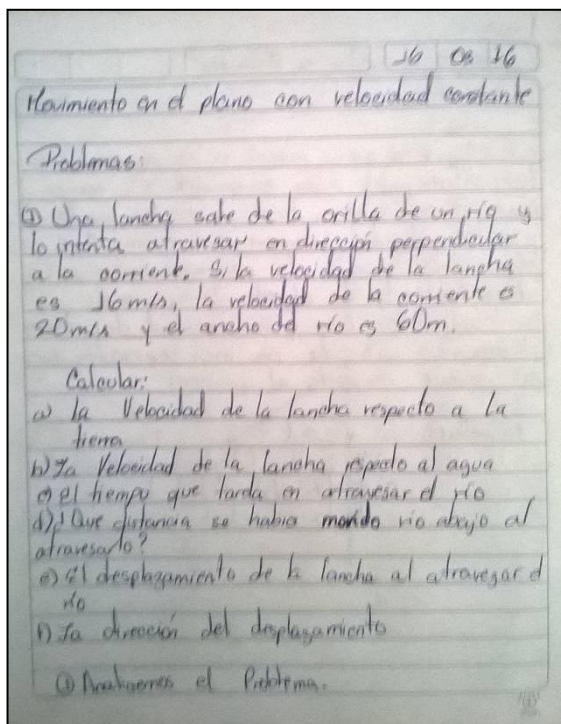 16 08 16
Movimiento en el plano con velocidad constante
Problemas:
① Una lancha sale de la orilla de un río y
lo intenta atravesar en dirección perpendicular
a la corriente. Si la velocidad de la lancha
es 16m/s, la velocidad de la corriente es
20m/s y el ancho del río es 60m.
Calcular:
a) la Velocidad de la lancha respecto a la
tierra
b) La Velocidad de la lancha respecto al agua
c) el tiempo que tarda en atravesar el río
d) ¿Que distancia se habia movido rio abajo al
atravesarlo?
e) El desplazamiento de la lancha al atravezar el
río
f) La dirección del desplasamiento
① Analicemos el Problema.